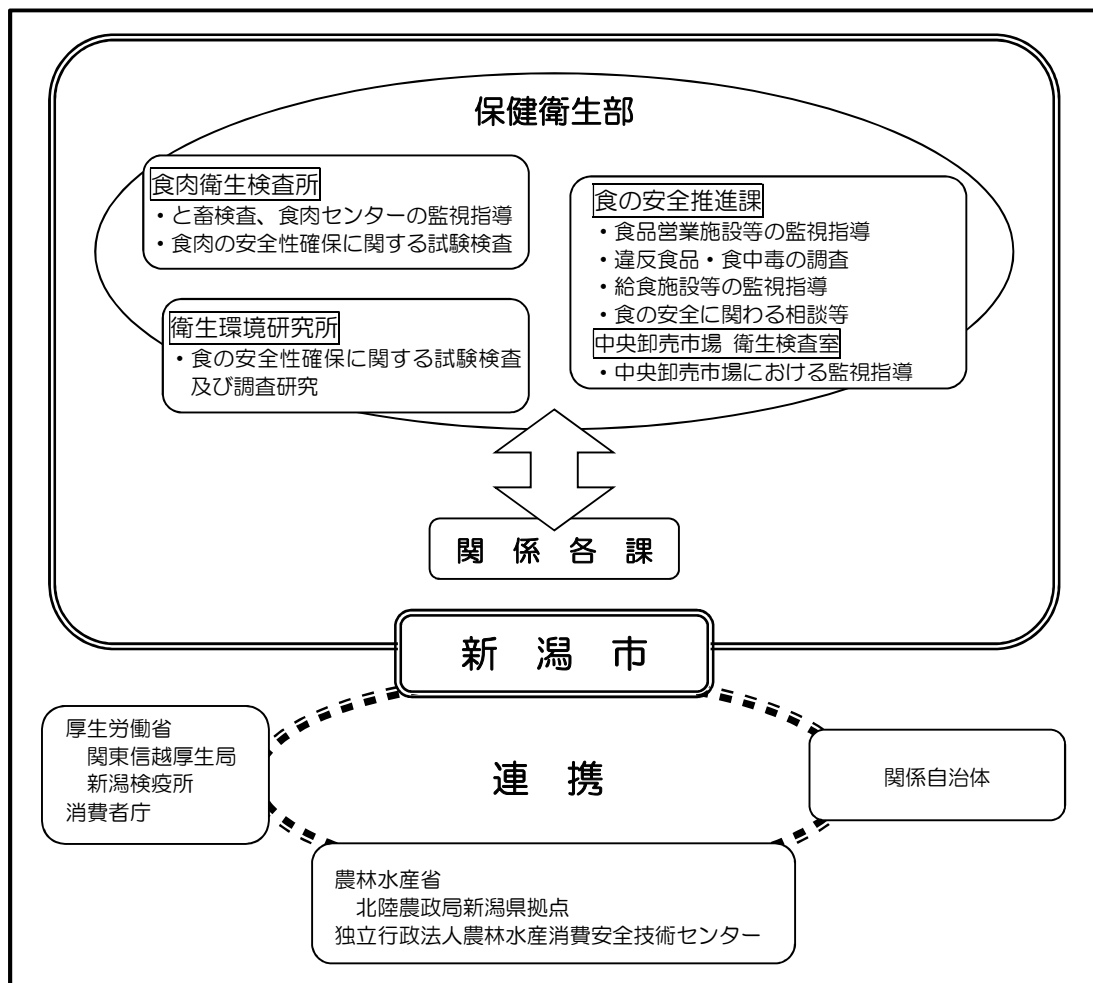 保健衛生部
食肉衛生検査所
・と畜検査、食肉センターの監視指導
・食肉の安全性確保に関する試験検査
衛生環境研究所
・食の安全性確保に関する試験検査
及び調査研究
食の安全推進課
・食品営業施設等の監視指導
・違反食品・食中毒の調査
・給食施設等の監視指導
・食の安全に関わる相談等
中央卸売市場 衛生検査室
・中央卸売市場における監視指導
関 係 各 課
新 潟 市
厚生労働省
関東信越厚生局
新潟検疫所
消費者庁
連 携
関係自治体
農林水産省
北陸農政局新潟県拠点
独立行政法人農林水産消費安全技術センター